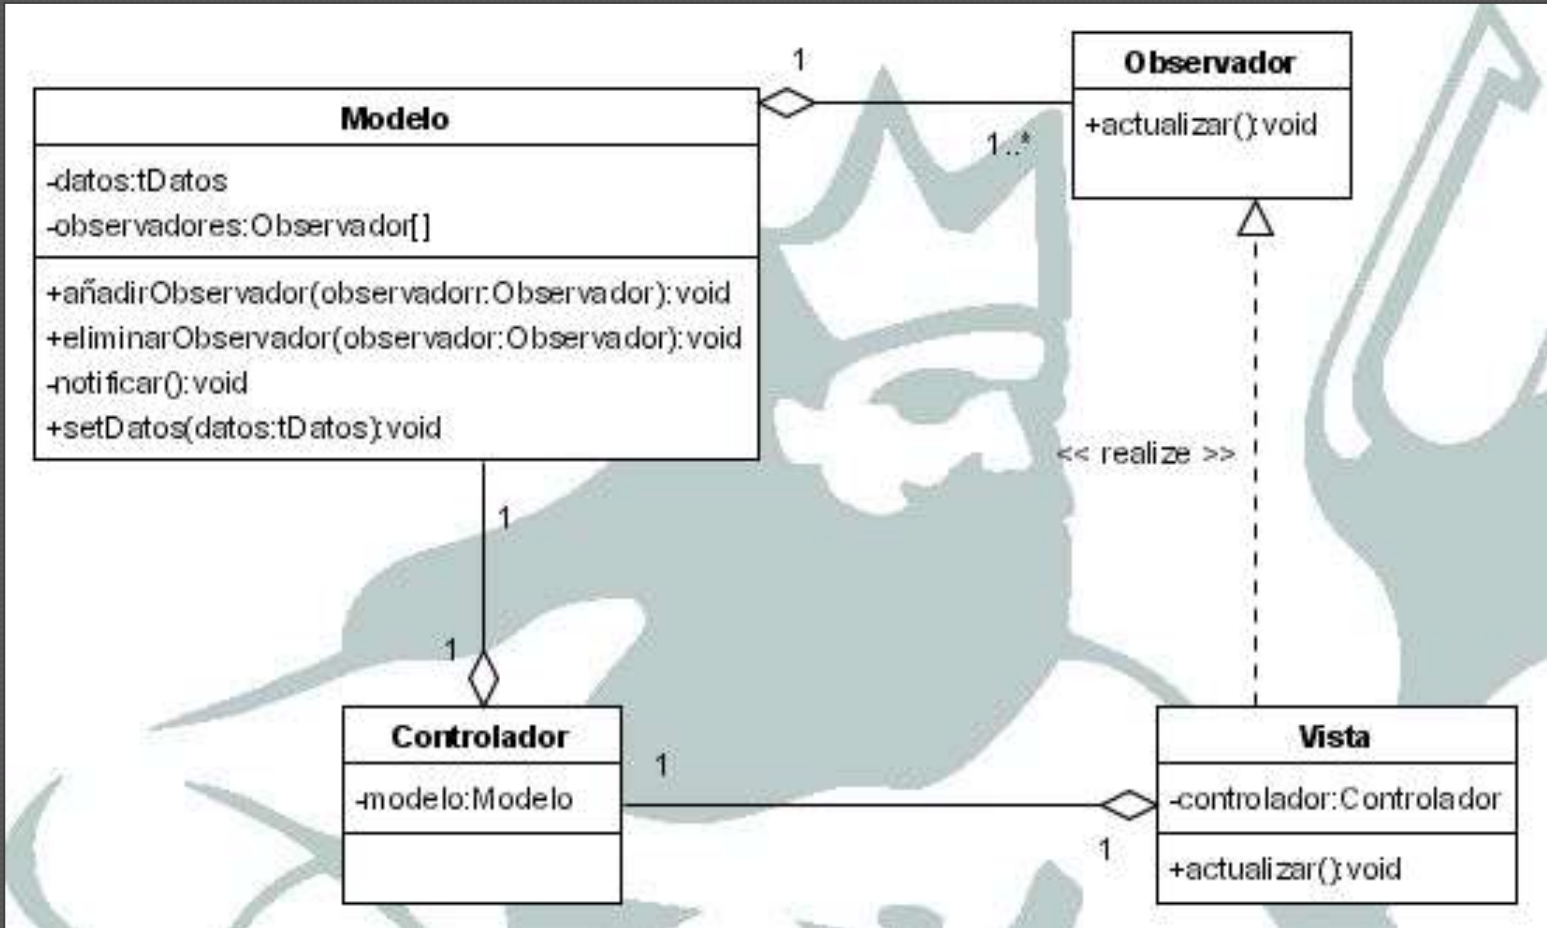 1
Observador
+actualizar():void
1..*
Modelo
-datos:tDatos
-observadores:Observador[]
+añadirObservador(observadorr:Observador):void
+eliminarObservador(observador:Observador):void
-notificar():void
+setDatos(datos:tDatos):void
<< realize >>
1
1
Controlador
-modelo:Modelo
1
1
Vista
-controlador:Controlador
+actualizar():void